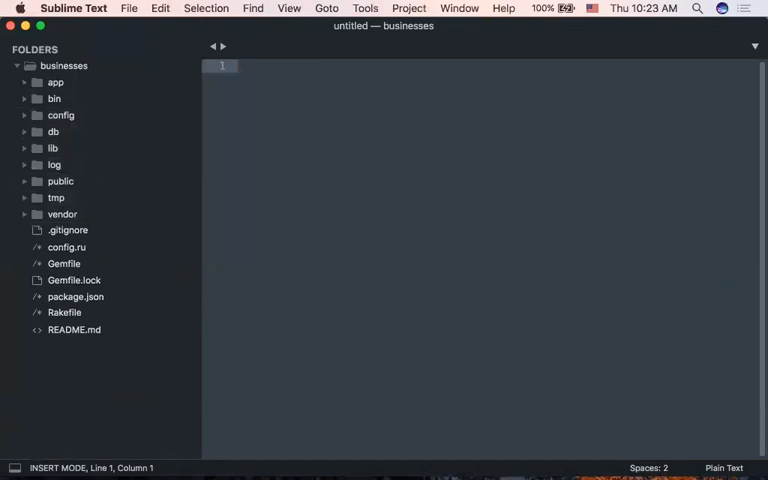 Sublime Text File Edit Selection Find View Goto Tools Project Window Help 100% Thu 10:23 AM
untitled — businesses
FOLDERS
businesses
1
app
bin
config
db
lib
log
public
tmp
vendor
.gitignore
/* config.ru
/* Gemfile
Gemfile.lock
/* package.json
/* Rakefile
<> README.md
INSERT MODE, Line 1, Column 1 Spaces: 2 Plain Text